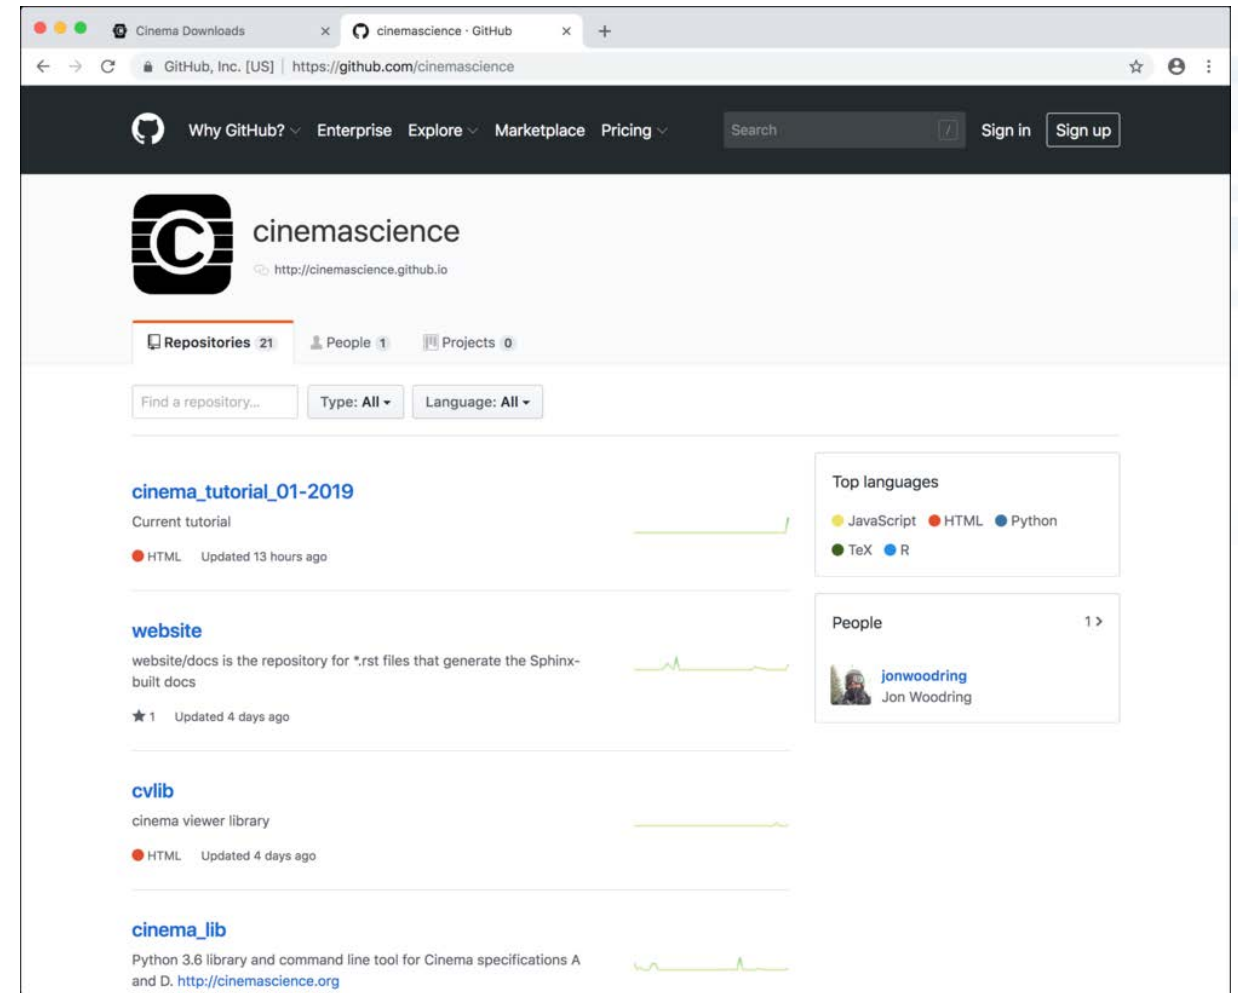 Cinema Downloads
cinemascience · GitHub
GitHub, Inc. [US] | https://github.com/cinemascience
Why GitHub? Enterprise Explore Marketplace Pricing Search / Sign in Sign up
C
cinemascience
http://cinemascience.github.io
Repositories 21 People 1 Projects 0
Find a repository... Type: All Language: All
cinema_tutorial_01-2019
Current tutorial
HTML Updated 13 hours ago
website
website/docs is the repository for *.rst files that generate the Sphinx-
built docs
1 Updated 4 days ago
cvlib
cinema viewer library
HTML Updated 4 days ago
cinema_lib
Python 3.6 library and command line tool for Cinema specifications A
and D. http://cinemascience.org
Top languages
JavaScript HTML Python
TeX R
People 1
jonwoodring
Jon Woodring